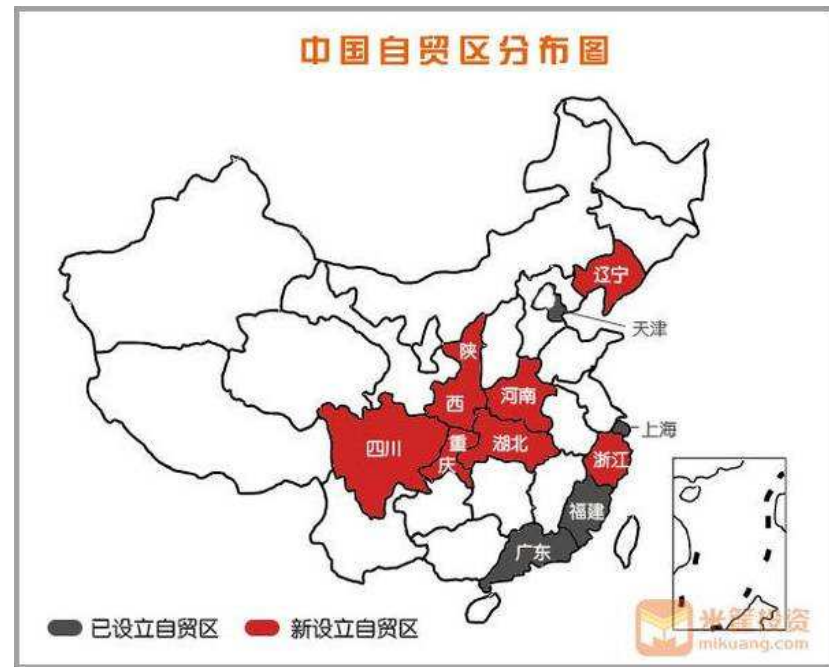 中国自贸区分布图
辽宁
天津
陕
西
河南
上海
四川
重
庆
湖北
浙江
福建
广东
已设立自贸区
新设立自贸区
米筐投资
mikuang.com